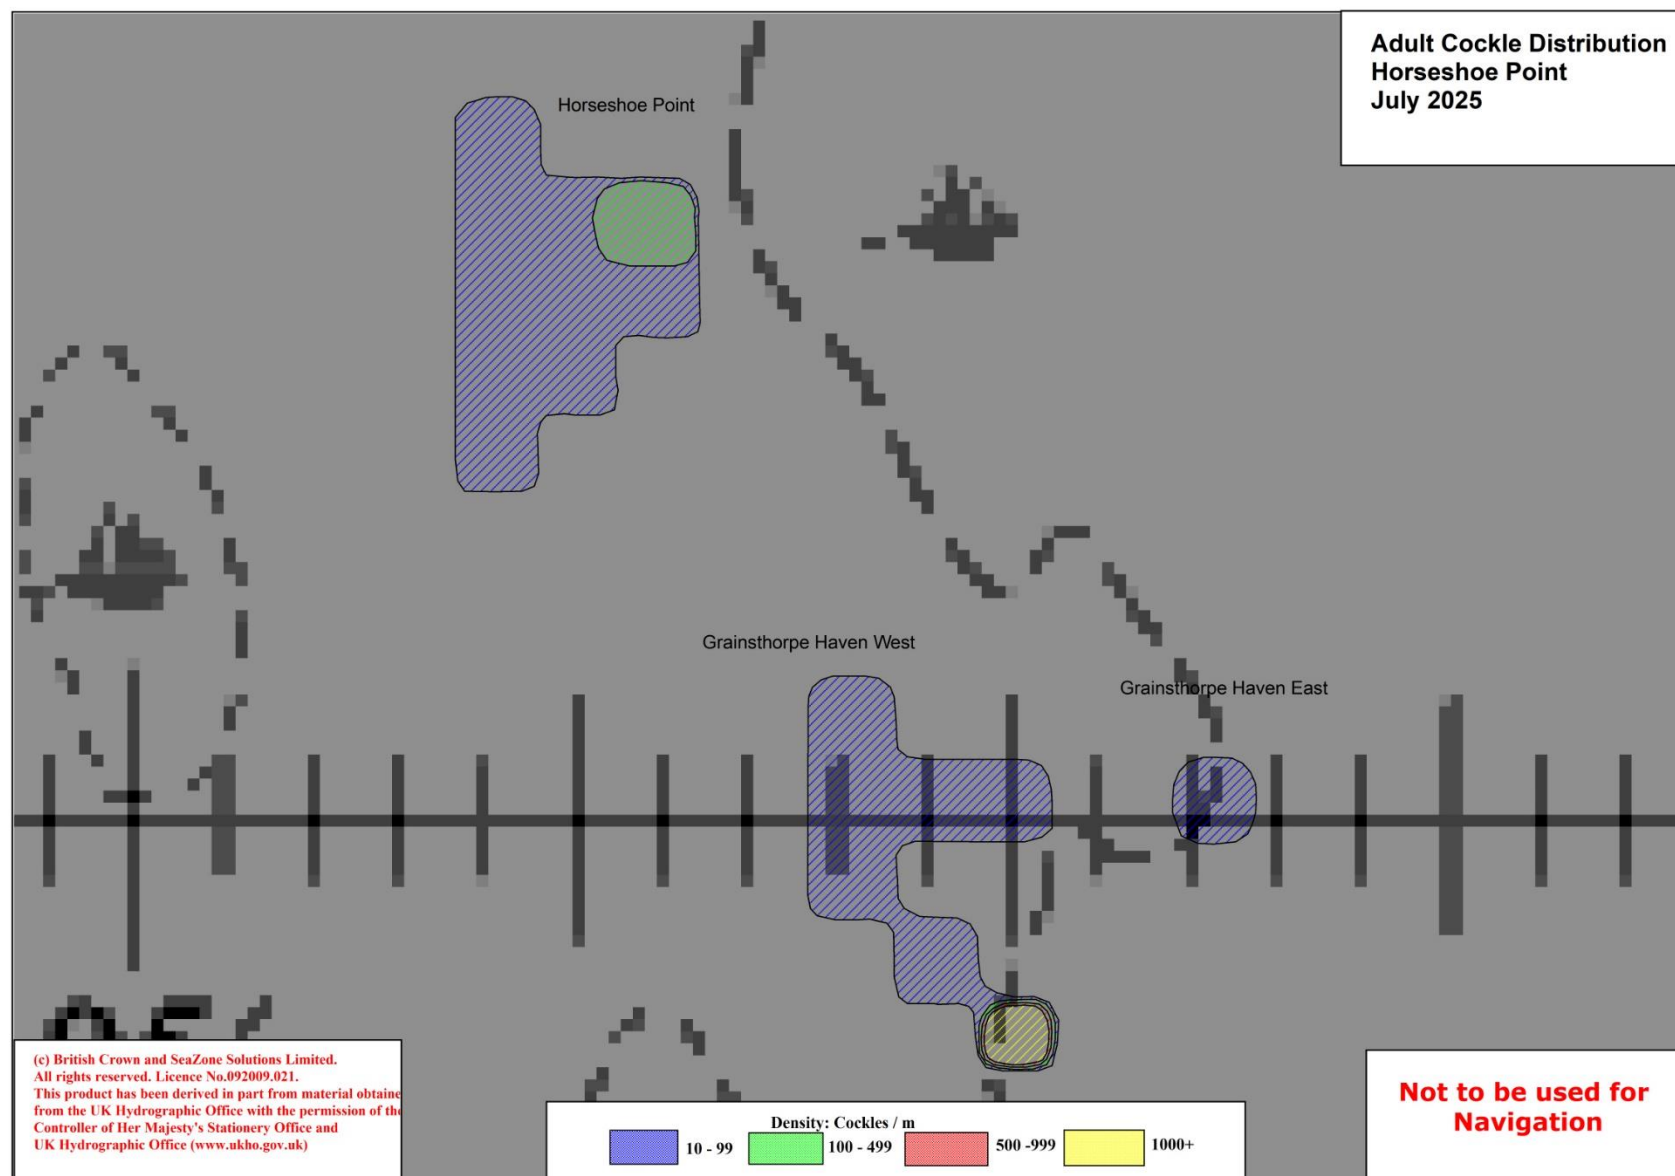 Adult Cockle Distribution
Horseshoe Point
July 2025
Horseshoe Point
Grainsthorpe Haven West
Grainsthorpe Haven East
(c) British Crown and SeaZone Solutions Limited.
All rights reserved. Licence No.092009.021.
This product has been derived in part from material obtaine
from the UK Hydrographic Office with the permission of the
Controller of Her Majesty's Stationery Office and
UK Hydrographic Office (www.ukho.gov.uk)
Density: Cockles / m
10 - 99
100 - 499
500 -999
1000+
Not to be used for
Navigation